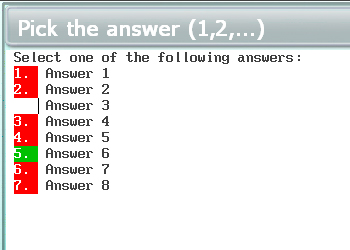 Pick the answer (1,2,...)
Select one of the following answers:
1. Answer 1
2. Answer 2
Answer 3
3. Answer 4
4. Answer 5
5. Answer 6
6. Answer 7
7. Answer 8